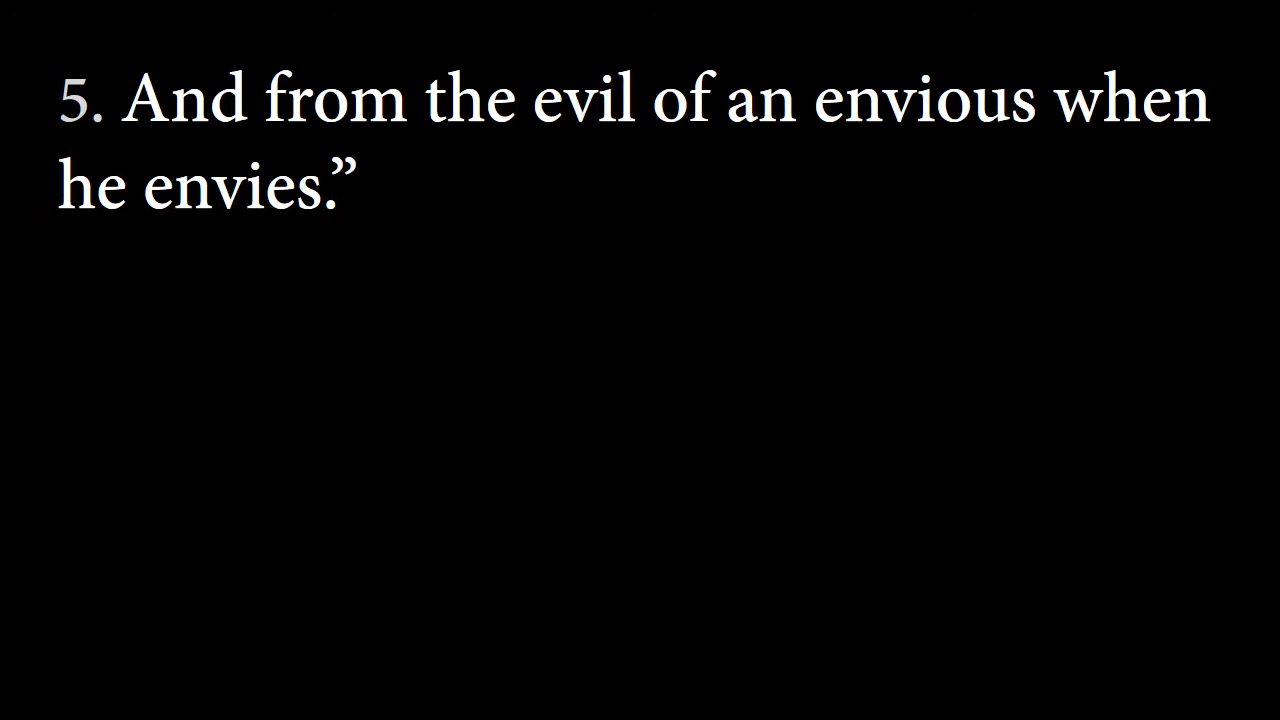 5. And from the evil of an envious when
he envies.”